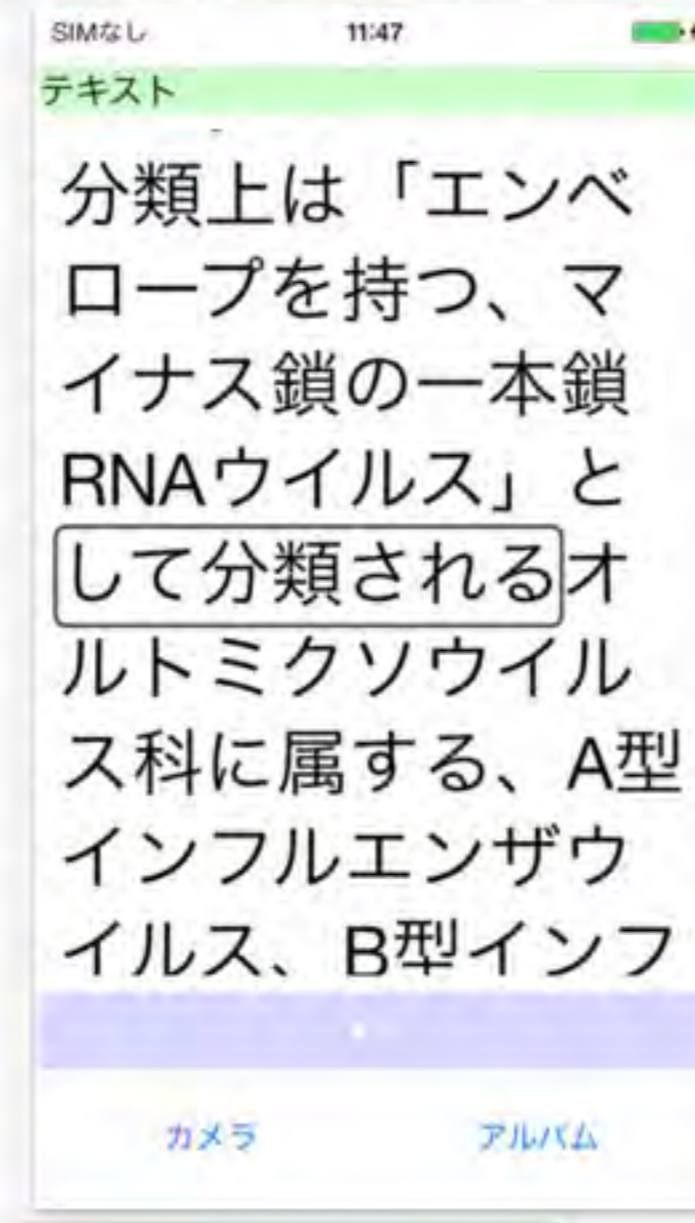 SIMなし 11:47
テキスト
分類上は「エンベ
ロープを持つ、マ
イナス鎖の一本鎖
RNAウイルス」と
して分類されるオ
ルトミクソウイル
ス科に属する、A型
インフルエンザウ
イルス、B型インフ
カメラ アルバム